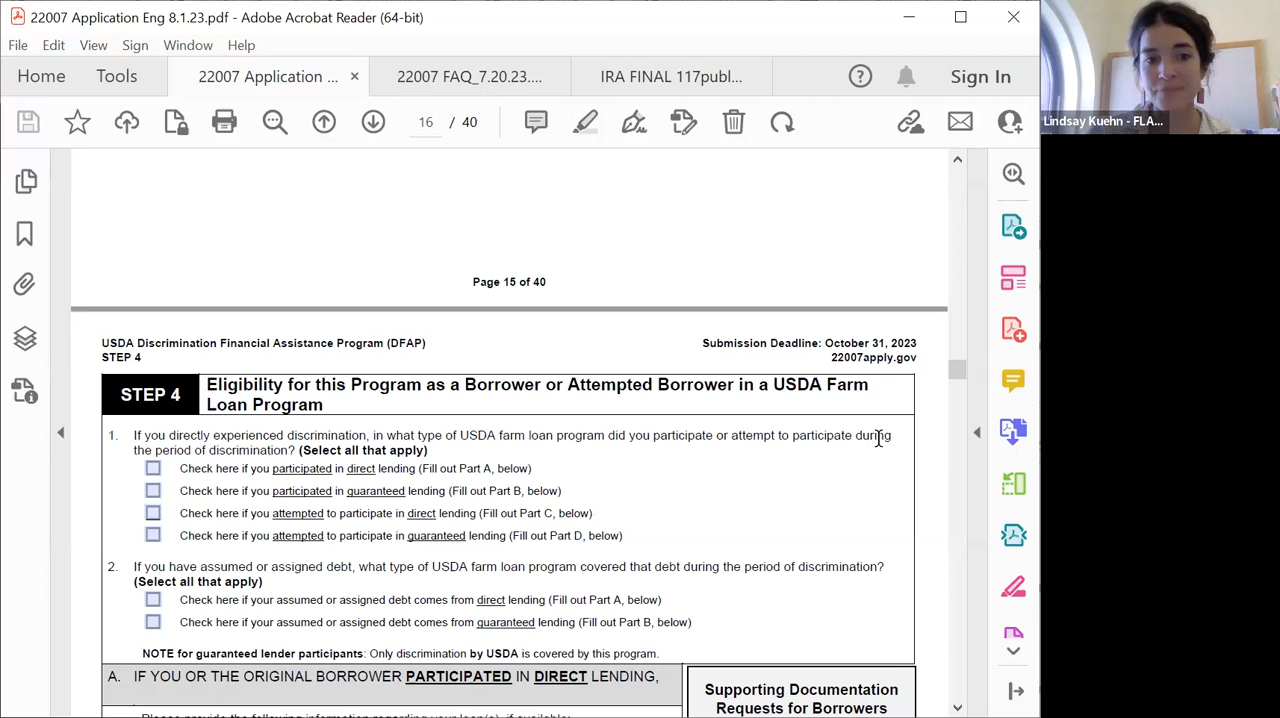 22007 Application Eng 8.1.23.pdf - Adobe Acrobat Reader (64-bit)
File Edit View Sign Window Help
Home Tools 22007 Application ... × 22007 FAQ_7.20.23.... IRA FINAL 117publ... Sign In
16 / 40
Lindsay Kuehn - FLA...
Page 15 of 40
USDA Discrimination Financial Assistance Program (DFAP) Submission Deadline: October 31, 2023
STEP 4 22007apply.gov
STEP 4 Eligibility for this Program as a Borrower or Attempted Borrower in a USDA Farm
Loan Program
1. If you directly experienced discrimination, in what type of USDA farm loan program did you participate or attempt to participate during
the period of discrimination? (Select all that apply)
Check here if you participated in direct lending (Fill out Part A, below)
Check here if you participated in guaranteed lending (Fill out Part B, below)
Check here if you attempted to participate in direct lending (Fill out Part C, below)
Check here if you attempted to participate in guaranteed lending (Fill out Part D, below)
2. If you have assumed or assigned debt, what type of USDA farm loan program covered that debt during the period of discrimination?
(Select all that apply)
Check here if your assumed or assigned debt comes from direct lending (Fill out Part A, below)
Check here if your assumed or assigned debt comes from guaranteed lending (Fill out Part B, below)
NOTE for guaranteed lender participants: Only discrimination by USDA is covered by this program.
A. IF YOU OR THE ORIGINAL BORROWER PARTICIPATED IN DIRECT LENDING,
Supporting Documentation
Requests for Borrowers
Please provide the following information regarding your loan(s), if available: